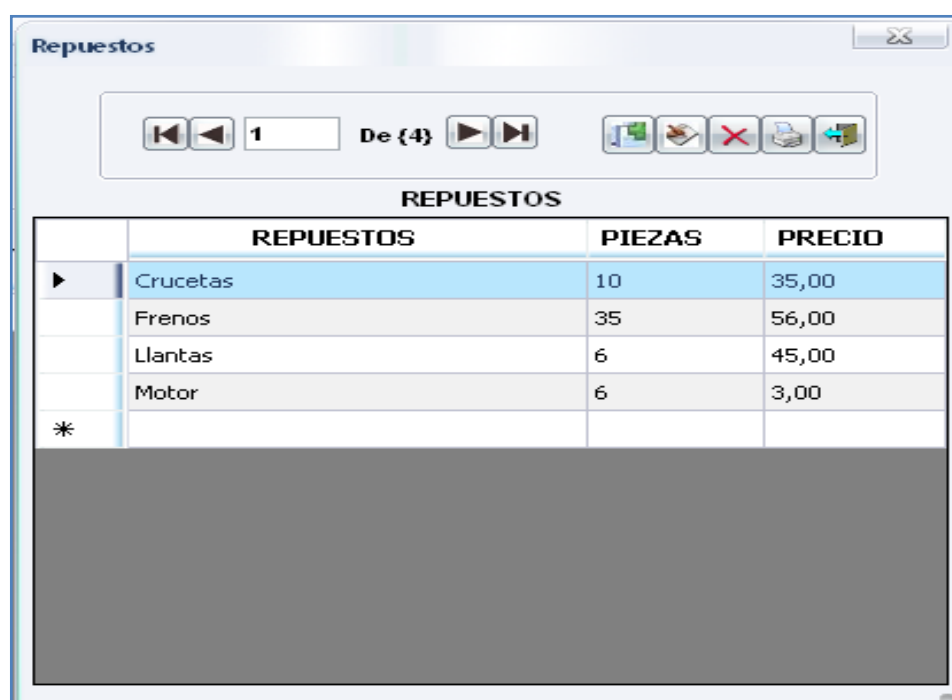 Repuestos
1 De {4}
REPUESTOS
REPUESTOS PIEZAS PRECIO
Crucetas 10 35,00
Frenos 35 56,00
Llantas 6 45,00
Motor 6 3,00